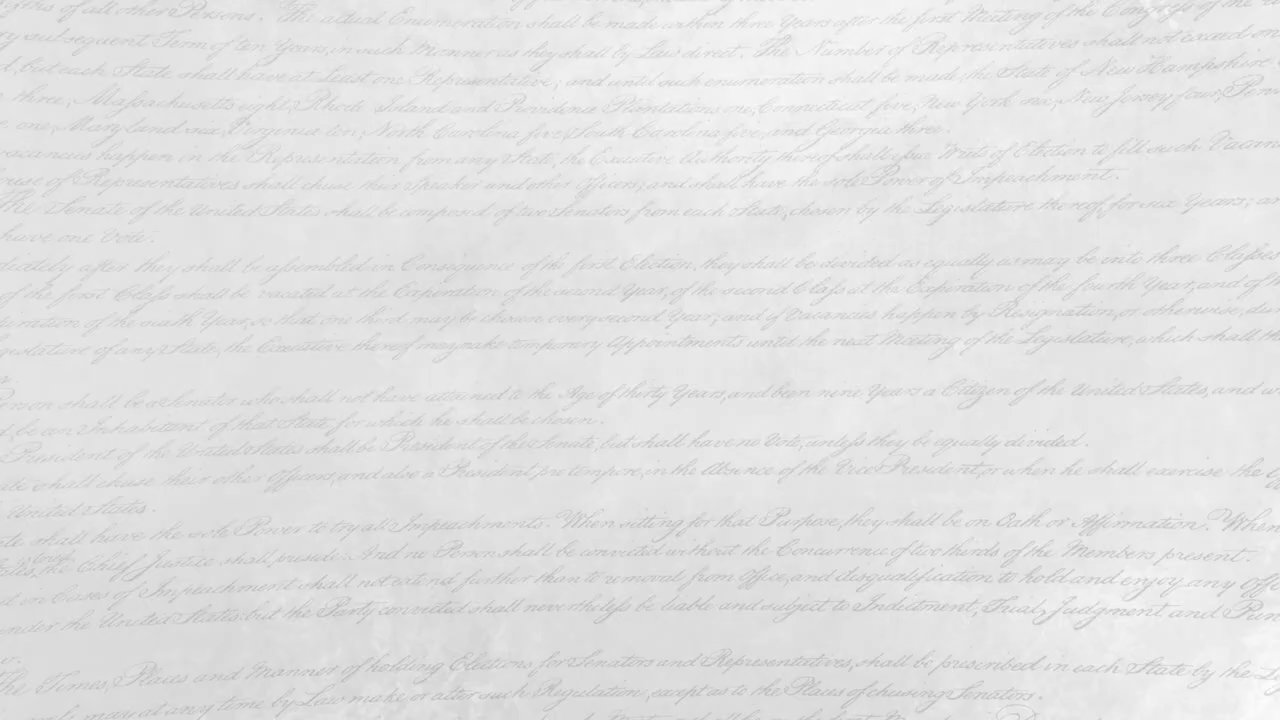 of all other Persons. The actual Enumeration shall be made within three Years after the first Meeting of the Congress of the
subsequent Term of ten Years, in such Manner as they shall by Law direct. The Number of Representatives shall not exceed one
but each State shall have at Least one Representative; and until such enumeration shall be made, the State of New Hampshire
three, Massachusetts eight, Rhode Island and Providence Plantations one, Connecticut five, New York six, New Jersey four,
one, Maryland six, Virginia ten, North Carolina five, South Carolina five, and Georgia three.
vacancies happen in the Representation from any State, the Executive Authority thereof shall issue Writs of Election to fill such
of Representatives shall chuse their Speaker and other Officers; and shall have the sole Power of Impeachment.
The Senate of the United States shall be composed of two Senators from each State, chosen by the Legislature thereof, for six Years;
have one Vote.
after they shall be assembled in Consequence of the first Election, they shall be divided as equally as may be into three Classes
of the first Class shall be vacated at the Expiration of the second Year, of the second Class at the Expiration of the fourth Year, and of
of the sixth Year, so that one third may be chosen every second Year; and if Vacancies happen by Resignation, or otherwise,
of any State, the Executive thereof may make temporary Appointments until the next Meeting of the Legislature, which shall
Person shall be a Senator who shall not have attained to the Age of thirty Years, and been nine Years a Citizen of the United States, and
be an Inhabitant of that State for which he shall be chosen.
President of the United States shall be President of the Senate, but shall have no Vote, unless they be equally divided.
shall chuse their other Officers, and also a President pro tempore, in the Absence of the Vice President, or when he shall exercise the
United States.
shall have the sole Power to try all Impeachments. When sitting for that Purpose, they shall be on Oath or Affirmation. When
the Chief Justice shall preside: And no Person shall be convicted without the Concurrence of two thirds of the Members present.
in Cases of Impeachment shall not extend further than to removal from Office, and disqualification to hold and enjoy any
under the United States: but the Party convicted shall nevertheless be liable and subject to Indictment, Trial, Judgment and
The Times, Places and Manner of holding Elections for Senators and Representatives, shall be prescribed in each State by the
may at any time by Law make or alter such Regulations, except as to the Places of chusing Senators.